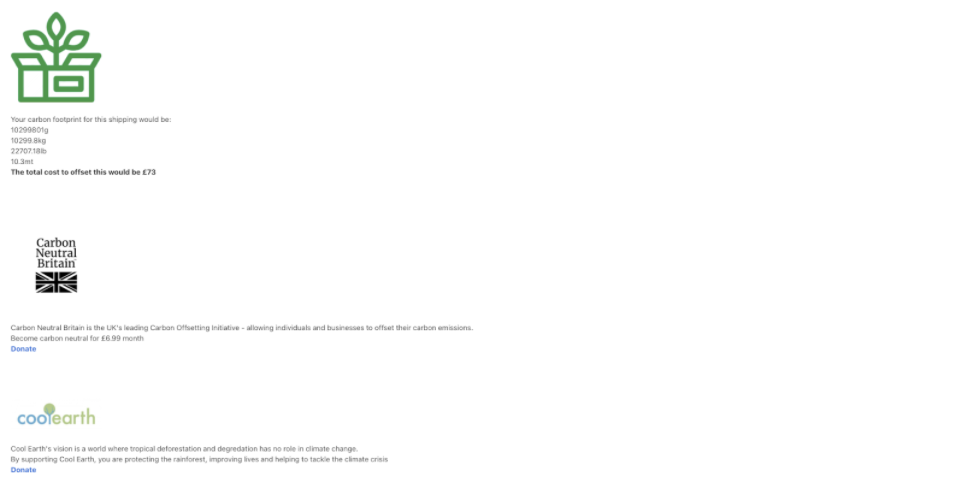 Your carbon footprint for this shipping would be:
10299801g
10299.8kg
22707.18lb
10.3mt
The total cost to offset this would be £73
Carbon
Neutral
Britain
Carbon Neutral Britain is the UK's leading Carbon Offsetting Initiative - allowing individuals and businesses to offset their carbon emissions.
Become carbon neutral for £6.99 month
Donate
coolearth
Cool Earth's vision is a world where tropical deforestation and degredation has no role in climate change.
By supporting Cool Earth, you are protecting the rainforest, improving lives and helping to tackle the climate crisis
Donate